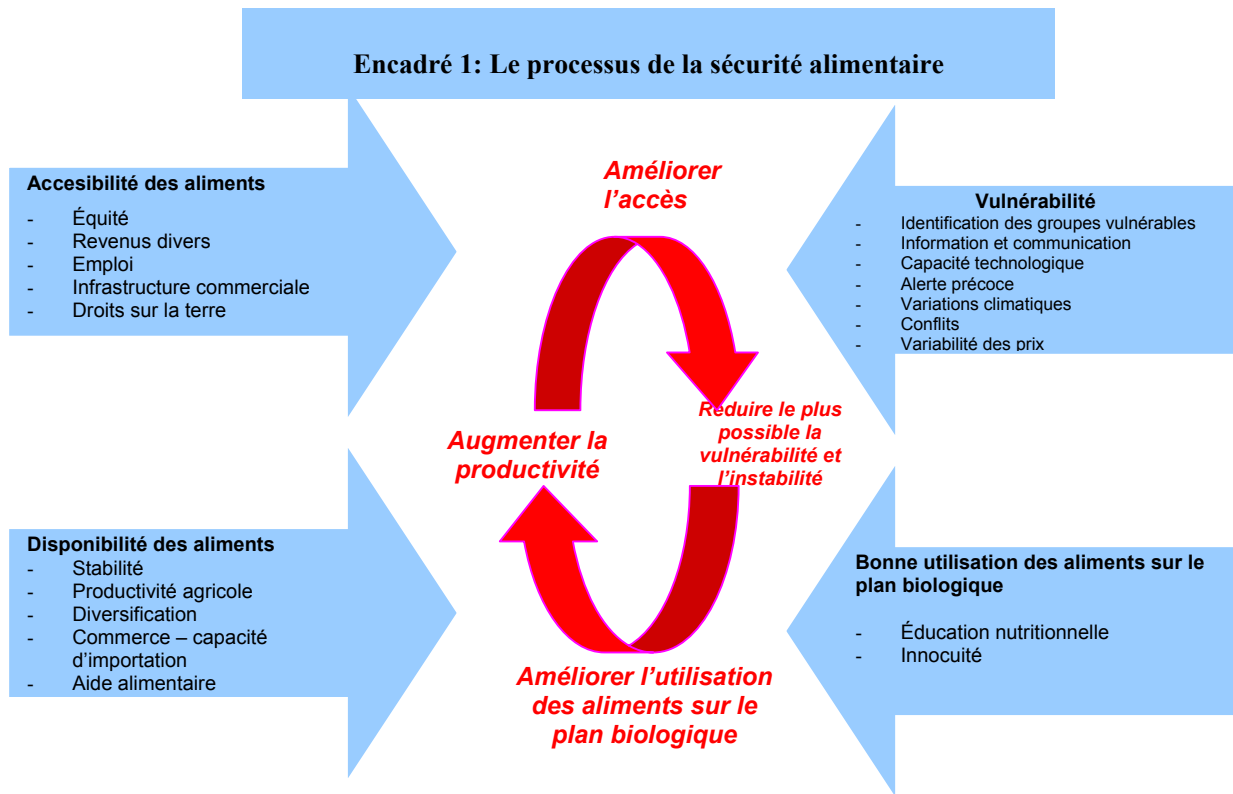 Encadré 1: Le processus de la sécurité alimentaire
Accesibilité des aliments
- Équité
- Revenus divers
- Emploi
- Infrastructure commerciale
- Droits sur la terre
Améliorer
l’accès
Vulnérabilité
- Identification des groupes vulnérables
- Information et communication
- Capacité technologique
- Alerte précoce
- Variations climatiques
- Conflits
- Variabilité des prix
Augmenter la
productivité
Réduire le plus
possible la
vulnérabilité et
l’instabilité
Disponibilité des aliments
- Stabilité
- Productivité agricole
- Diversification
- Commerce – capacité
d’importation
- Aide alimentaire
Bonne utilisation des aliments sur le
plan biologique
- Éducation nutritionnelle
- Innocuité
Améliorer l’utilisation
des aliments sur le
plan biologique